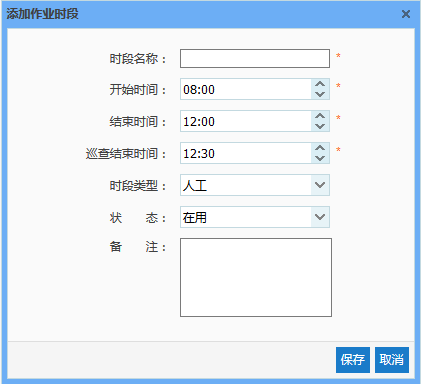 添加作业时段
时段名称： *
开始时间： 08:00 *
结束时间： 12:00 *
巡查结束时间： 12:30 *
时段类型： 人工
状　态： 在用
备　注：
保存 取消